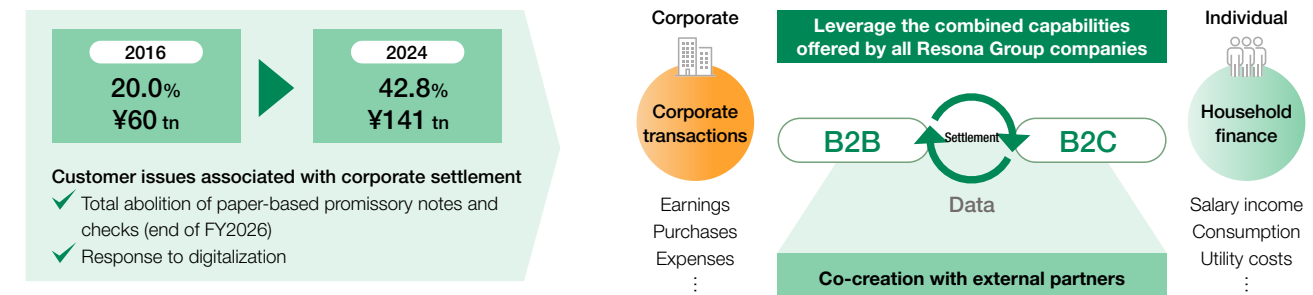 2016
20.0%
¥60 tn
2024
42.8%
¥141 tn
Customer issues associated with corporate settlement
Total abolition of paper-based promissory notes and
checks (end of FY2026)
Response to digitalization
Corporate
Corporate
transactions
Earnings
Purchases
Expenses
⋮
Leverage the combined capabilities
offered by all Resona Group companies
B2B
Settlement
B2C
Data
Co-creation with external partners
Individual
Household
finance
Salary income
Consumption
Utility costs
⋮